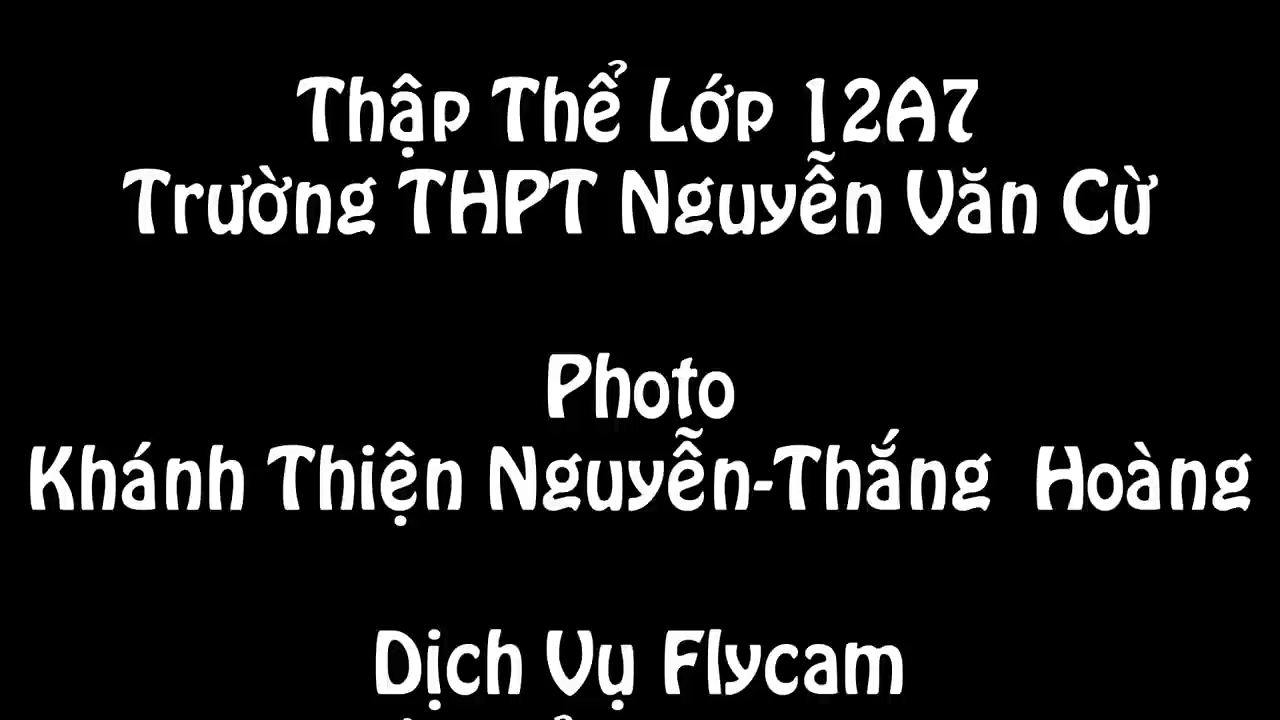 Thập Thể Lớp 12A7
Trường THPT Nguyễn Văn Cừ
Photo
Khánh Thiện Nguyễn-Thắng Hoàng
Dịch Vụ Flycam